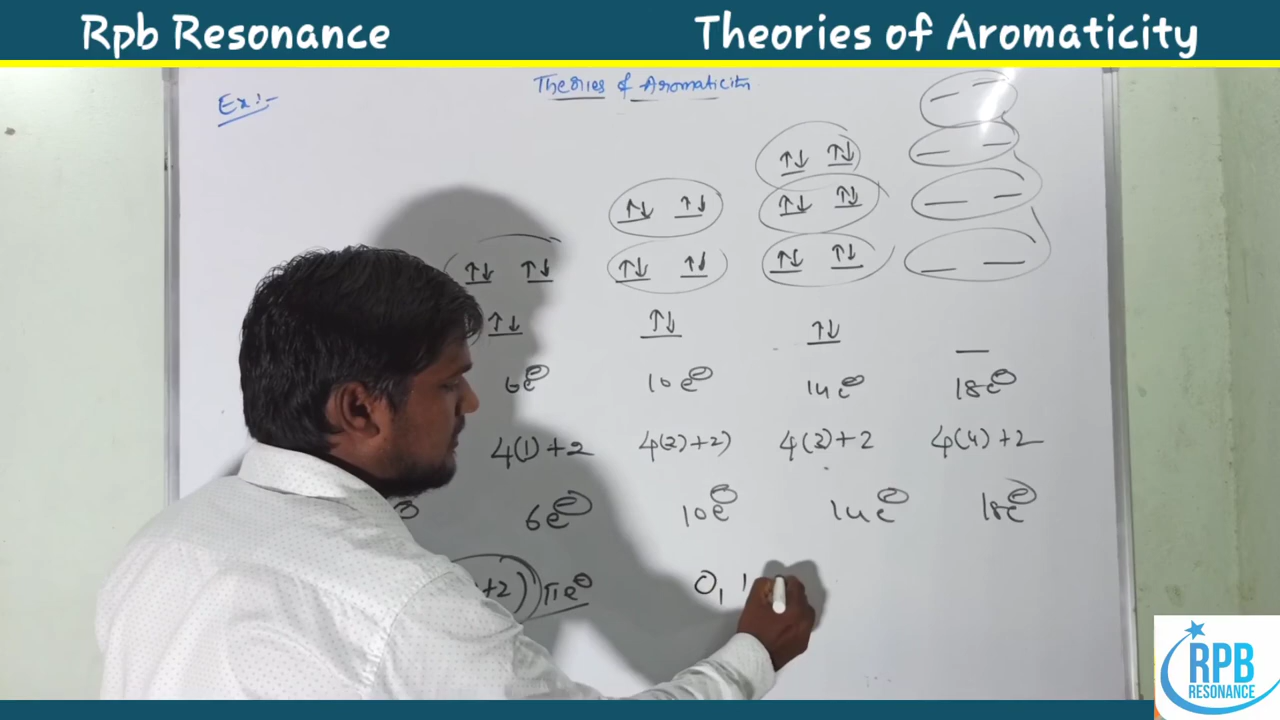 Rpb Resonance
Theories of Aromaticity
Theories of Aromaticity
Ex:-
↑↓ ↑↓
↑↓ ↑↓ ↑↓ ↑↓
↑↓ ↑↓ ↑↓ ↑↓ ↑↓ ↑↓
↑↓ ↑↓ ↑↓
6e⊖ 10e⊖ 14e⊖ 18e⊖
4(1)+2 4(2)+2) 4(3)+2 4(4)+2
6e⊖ 10e⊖ 14e⊖ 18e⊖
+2) πe⊖ 0, 1
RPB
RESONANCE